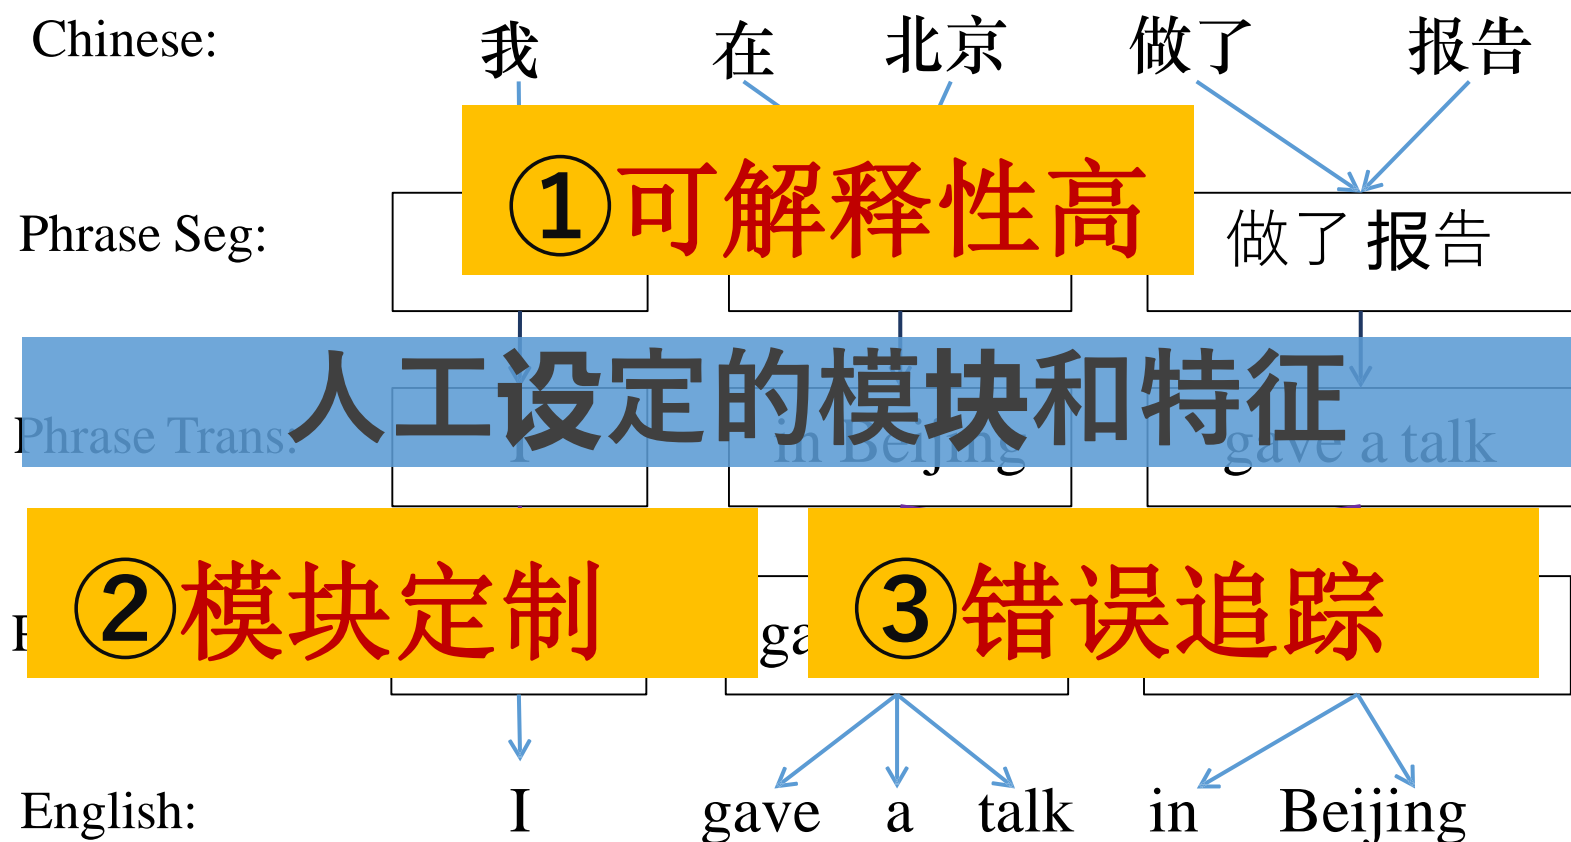 Chinese: 我 在 北京 做了 报告
①可解释性高
Phrase Seg: 做了 报告
人工设定的模块和特征
Phrase Trans: I in Beijing gave a talk
②模块定制 ③错误追踪
English: I gave a talk in Beijing